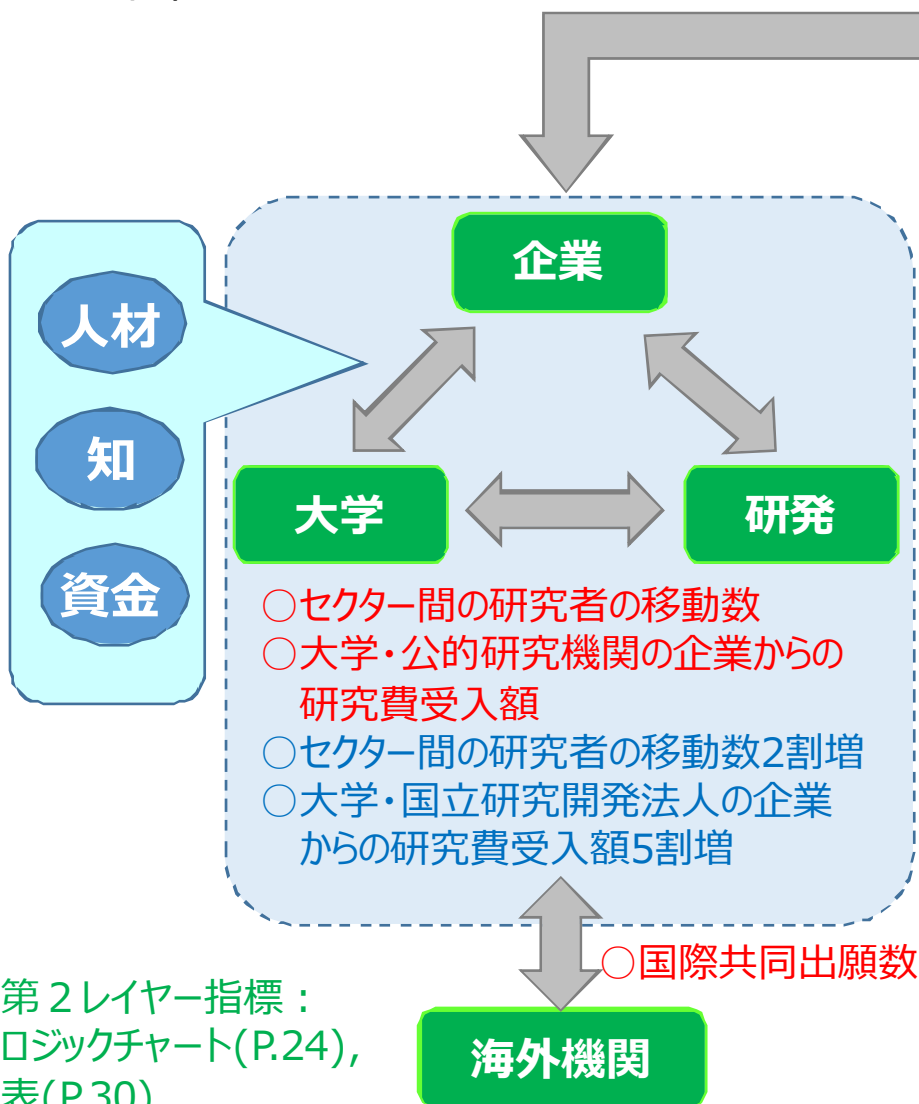 企業
人材
知
大学
研発
資金
○セクター間の研究者の移動数
○大学・公的研究機関の企業からの
研究費受入額
○セクター間の研究者の移動数2割増
○大学・国立研究開発法人の企業
からの研究費受入額5割増
○国際共同出願数
第2レイヤー指標：
ロジックチャート(P.24),
表(P.30)
海外機関